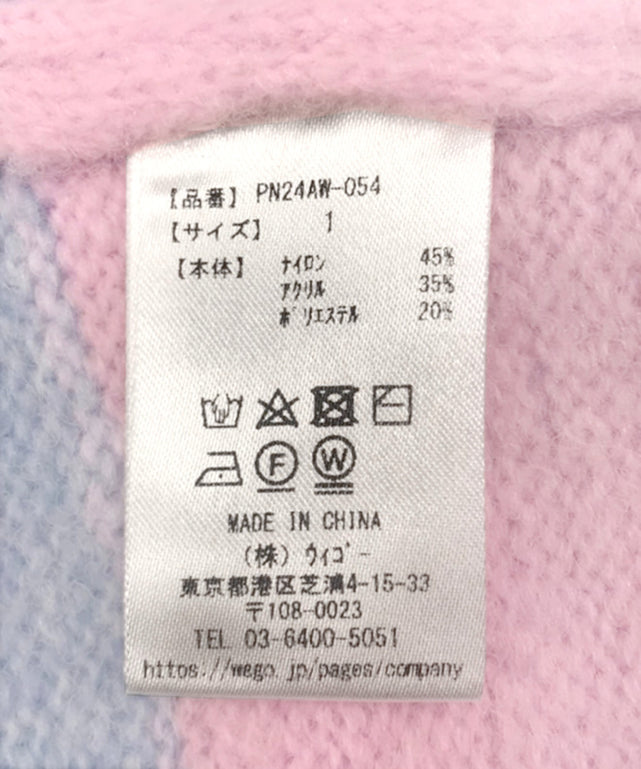 【品番】 PN24AW-054
【サイズ】 1
【本体】 ﾅｲﾛﾝ 45%
ｱｸﾘﾙ 35%
ﾎﾟﾘｴｽﾃﾙ 20%
F W
MADE IN CHINA
（株）ｳｨｺﾞｰ
東京都港区芝浦4-15-33
〒108-0023
TEL 03-6400-5051
https://wego.jp/pages/company